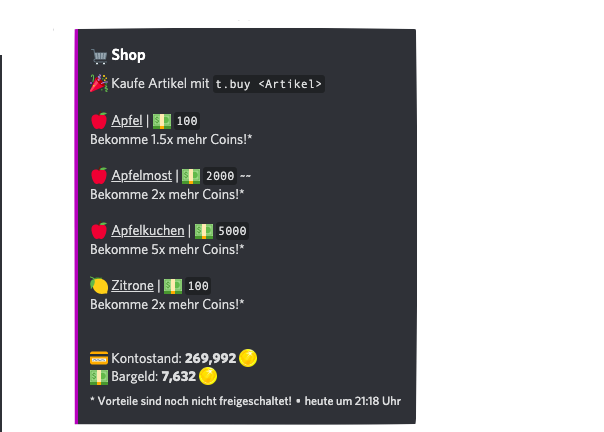 Shop
Kaufe Artikel mit t.buy <Artikel>
Apfel | 100
Bekomme 1.5x mehr Coins!*
Apfelmost | 2000 ~~
Bekomme 2x mehr Coins!*
Apfelkuchen | 5000
Bekomme 5x mehr Coins!*
Zitrone | 100
Bekomme 2x mehr Coins!*
Kontostand: 269,992
Bargeld: 7,632
* Vorteile sind noch nicht freigeschaltet! • heute um 21:18 Uhr